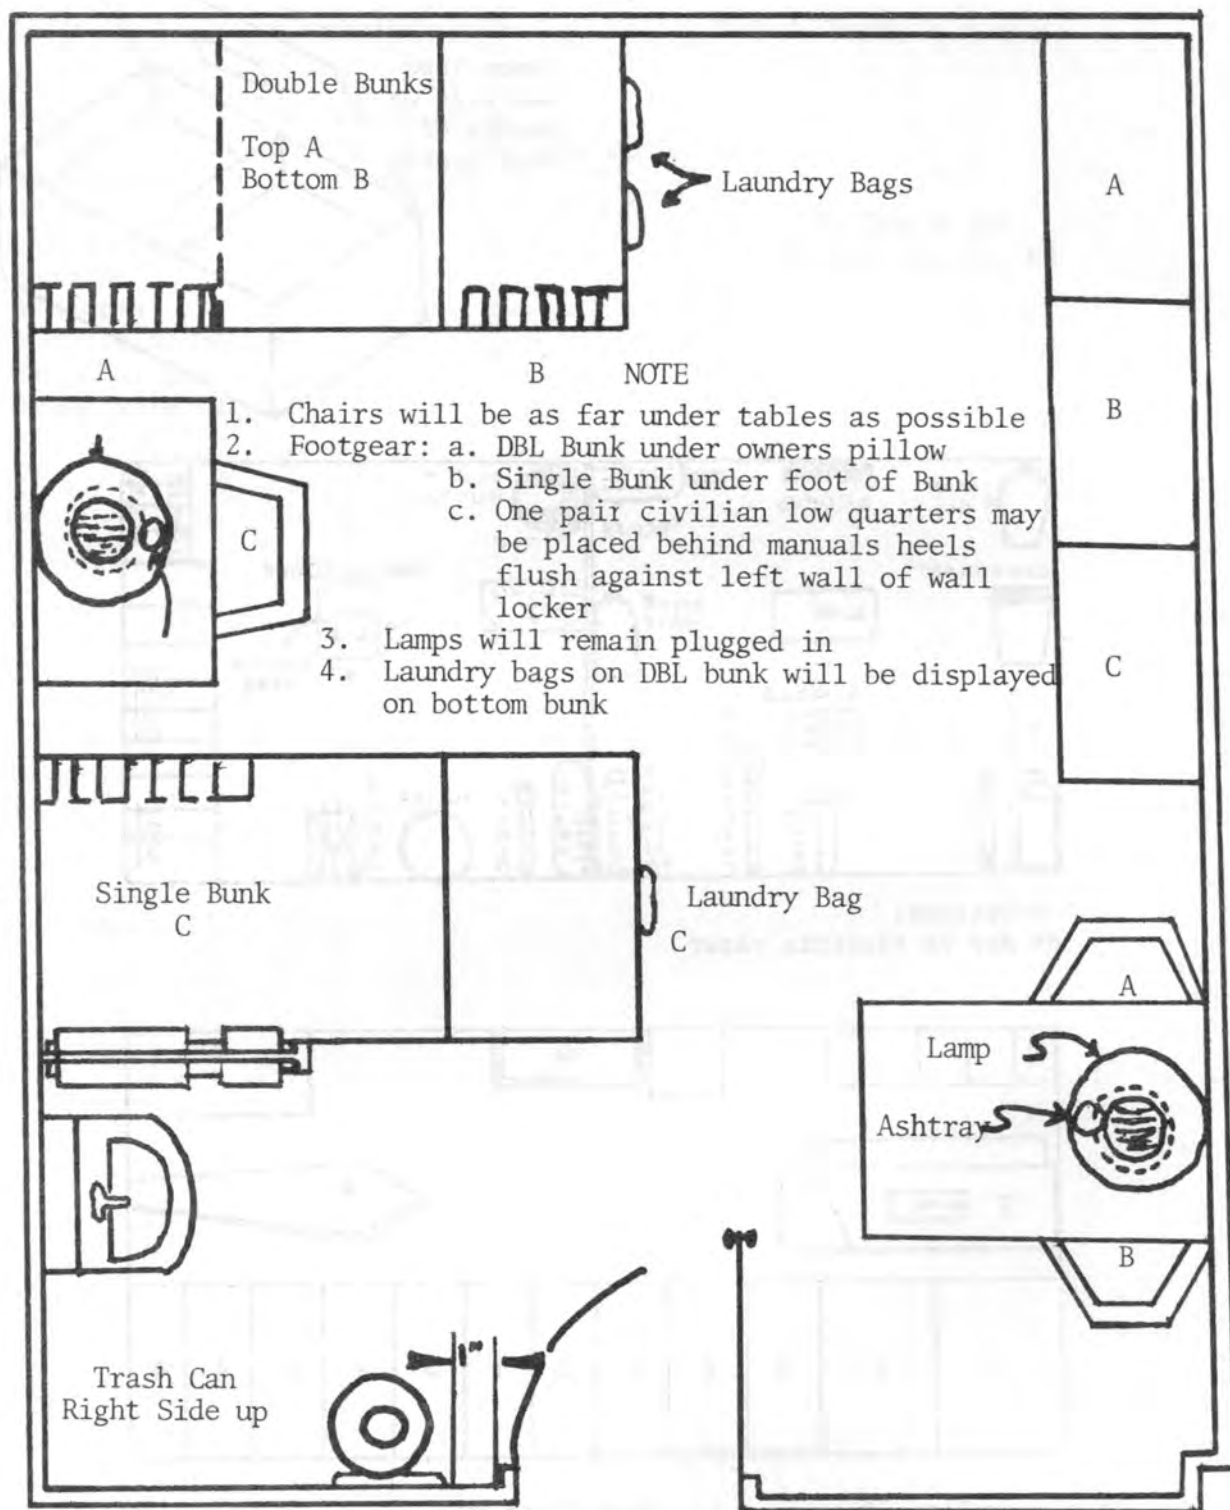 Double Bunks
Top A
Bottom B
Laundry Bags
A
A
B NOTE
B
1. Chairs will be as far under tables as possible
2. Footgear: a. DBL Bunk under owners pillow
b. Single Bunk under foot of Bunk
C
c. One pair civilian low quarters may
be placed behind manuals heels
flush against left wall of wall
locker
3. Lamps will remain plugged in
C
4. Laundry bags on DBL bunk will be displayed
on bottom bunk
Single Bunk
C
Laundry Bag
C
A
Lamp
Ashtray
B
1"
Trash Can
Right Side up